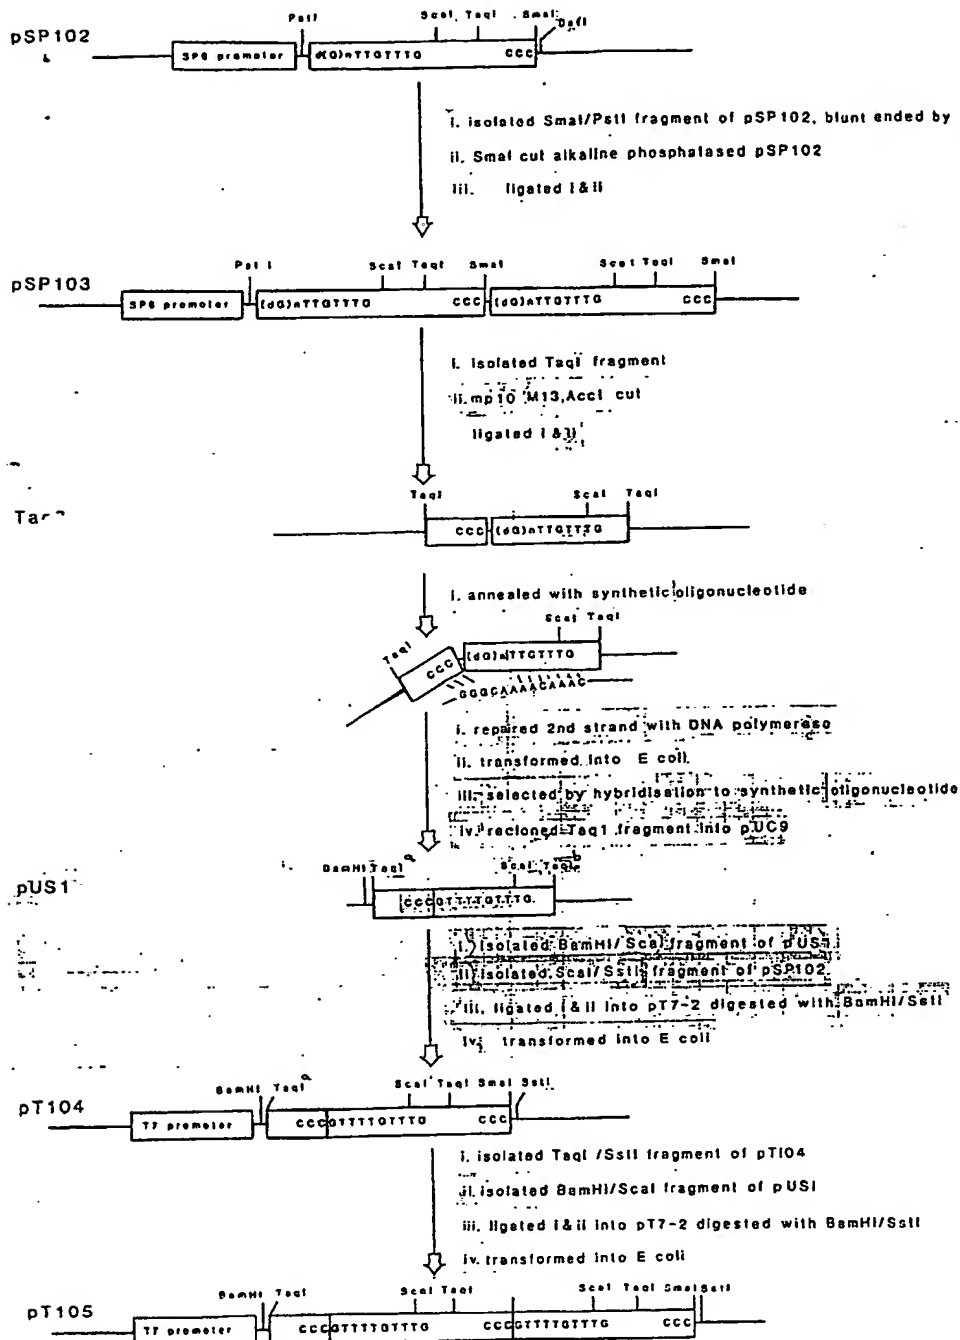 PstI ScaI, TaqI SmaI
pSP102
SP6 promoter (dG)nTTGTTTG CCC
i. isolated SmaI/PstI fragment of pSP102, blunt ended by
ii. SmaI cut alkaline phosphalased pSP102
iii. ligated i & ii
Pst I ScaI TaqI SmaI ScaI TaqI SmaI
pSP103
SP6 promoter (dG)nTTGTTTG CCC (dG)nTTGTTTG CCC
i. isolated TaqI fragment
ii. mp10 M13, AccI cut
ligated i & ii
TaqI ScaI TaqI
CCC (dG)nTTGTTTG
i. annealed with synthetic oligonucleotide
ScaI TaqI
TaqI
CCC (dG)nTTGTTTG
GGGCAAAACAAAC
i. repaired 2nd strand with DNA polymerase
ii. transformed into E coli.
iii. selected by hybridisation to synthetic oligonucleotide
iv. recloned Taq1 fragment into pUC9
BamHI TaqI ScaI TaqI
pUS1
CCCGTTTTGTTTG
i. isolated BamHI/ScaI fragment of pUS1
ii. isolated ScaI/SstI fragment of pSP102
iii. ligated i & ii into pT7-2 digested with BamHI/SstI
iv. transformed into E coli
BamHI TaqI ScaI TaqI SmaI SstI
pT104
T7 promoter CCCGTTTTGTTTG CCC
i. isolated TaqI /SstI fragment of pT104
ii. isolated BamHI/ScaI fragment of pUSI
iii. ligated i & ii into pT7-2 digested with BamHI/SstI
iv. transformed into E coli
BamHI TaqI ScaI TaqI ScaI TaqI SmaI SstI
pT105
T7 promoter CCCGTTTTGTTTG CCCGTTTTGTTTG CCC